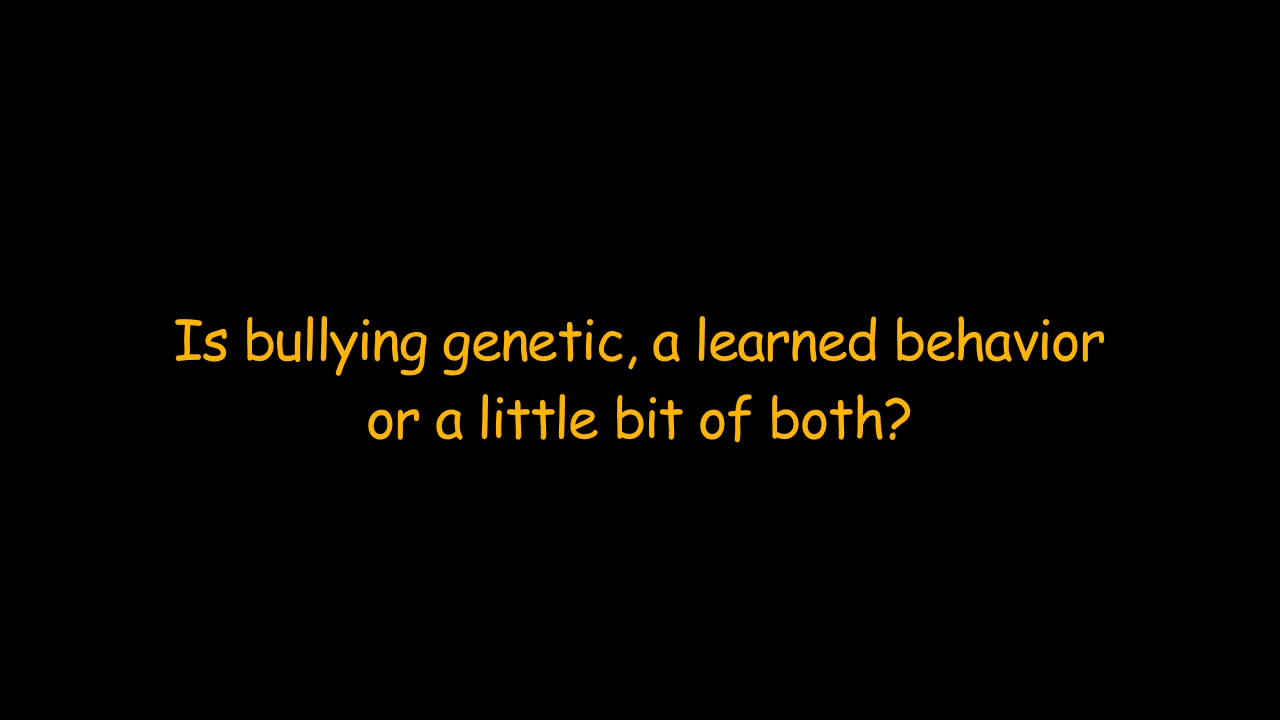 Is bullying genetic, a learned behavior
or a little bit of both?